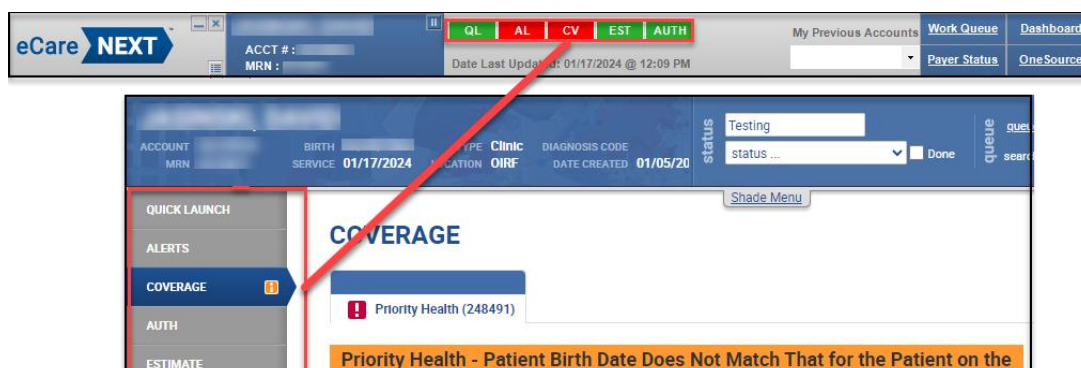 eCare NEXT
ACCT # :
MRN :
QL AL CV EST AUTH
Date Last Updated: 01/17/2024 @ 12:09 PM
My Previous Accounts
Work Queue Dashboard
Payer Status OneSource
ACCOUNT BIRTH TYPE Clinic DIAGNOSIS CODE
MRN SERVICE 01/17/2024 LOCATION OIRF DATE CREATED 01/05/20
status
Testing
status ...
Done
queue
Shade Menu
QUICK LAUNCH
ALERTS
COVERAGE
AUTH
ESTIMATE
COVERAGE
Priority Health (248491)
Priority Health - Patient Birth Date Does Not Match That for the Patient on the